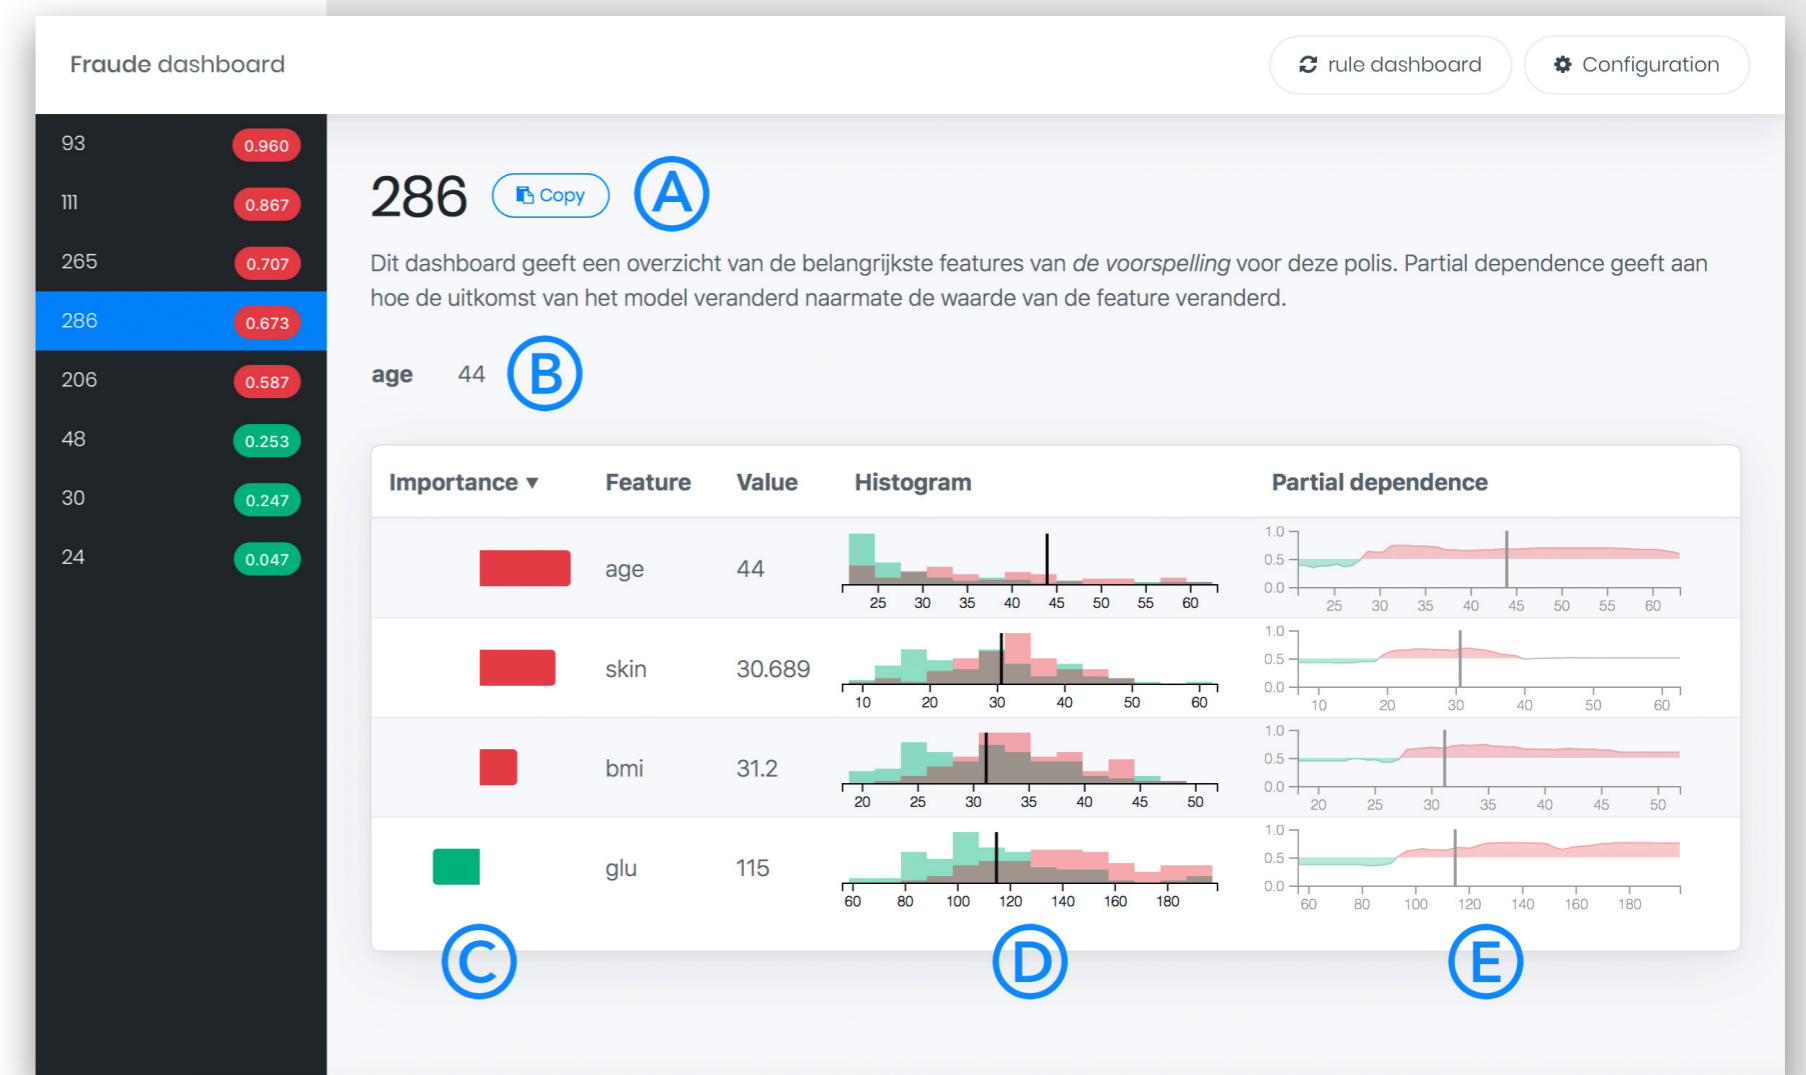 Fraude dashboard
rule dashboard
Configuration
93 0.960
111 0.867
265 0.707
286 0.673
206 0.587
48 0.253
30 0.247
24 0.047
286 Copy A
Dit dashboard geeft een overzicht van de belangrijkste features van de voorspelling voor deze polis. Partial dependence geeft aan
hoe de uitkomst van het model veranderd naarmate de waarde van de feature veranderd.
age 44 B
Importance ▼ Feature Value Histogram Partial dependence
age 44
25 30 35 40 45 50 55 60
1.0
0.5
0.0
25 30 35 40 45 50 55 60
skin 30.689
10 20 30 40 50 60
1.0
0.5
0.0
10 20 30 40 50 60
bmi 31.2
20 25 30 35 40 45 50
1.0
0.5
0.0
20 25 30 35 40 45 50
glu 115
60 80 100 120 140 160 180
1.0
0.5
0.0
60 80 100 120 140 160 180
C D E